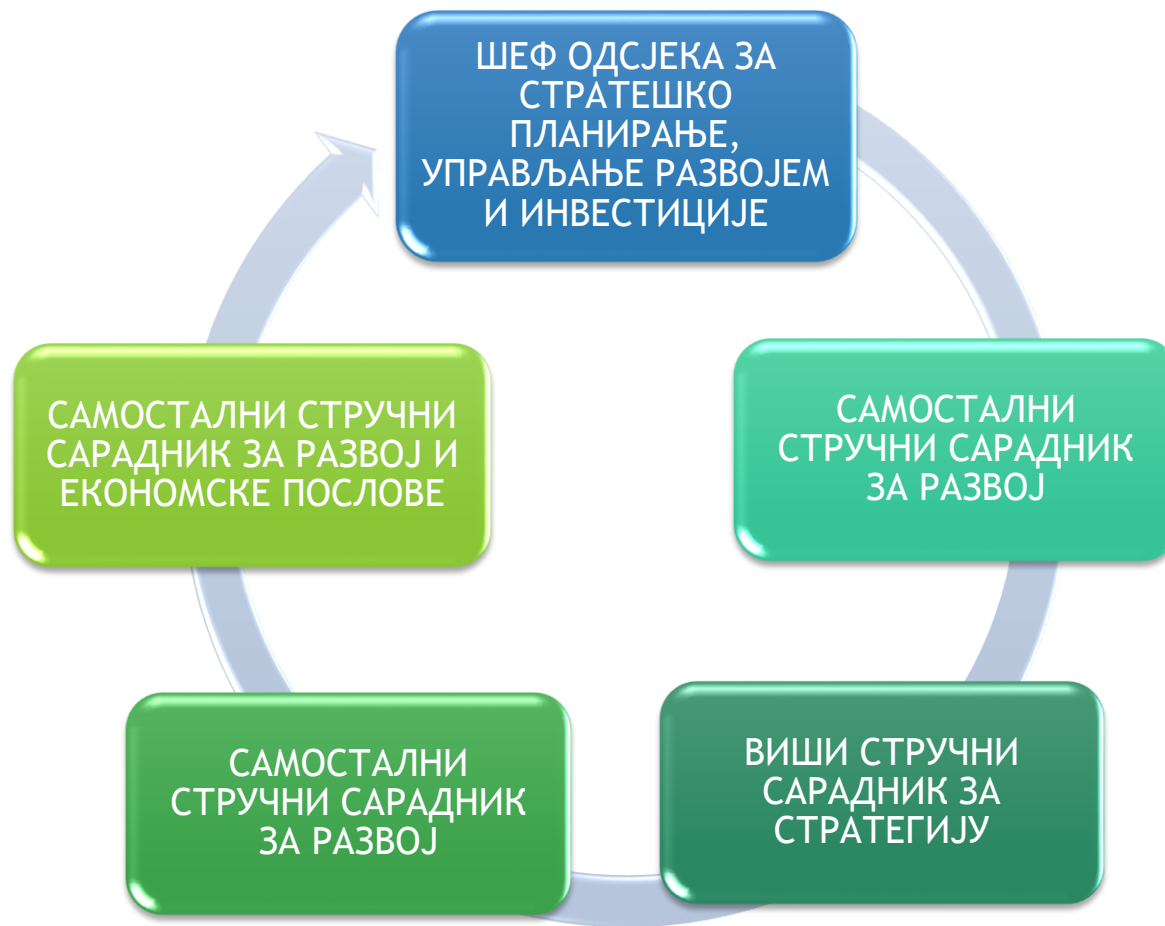 ШЕФ ОДСЈЕКА ЗА
СТРАТЕШКО
ПЛАНИРАЊЕ,
УПРАВЉАЊЕ РАЗВОЈЕМ
И ИНВЕСТИЦИЈЕ
САМОСТАЛНИ
СТРУЧНИ САРАДНИК
ЗА РАЗВОЈ
ВИШИ СТРУЧНИ
САРАДНИК ЗА
СТРАТЕГИЈУ
САМОСТАЛНИ
СТРУЧНИ САРАДНИК
ЗА РАЗВОЈ
САМОСТАЛНИ СТРУЧНИ
САРАДНИК ЗА РАЗВОЈ И
ЕКОНОМСКЕ ПОСЛОВЕ